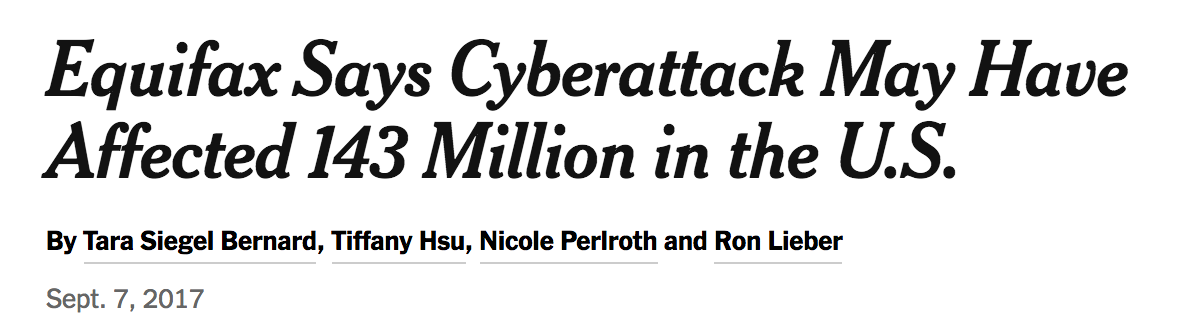 Equifax Says Cyberattack May Have
Affected 143 Million in the U.S.
By Tara Siegel Bernard, Tiffany Hsu, Nicole Perlroth and Ron Lieber
Sept. 7, 2017